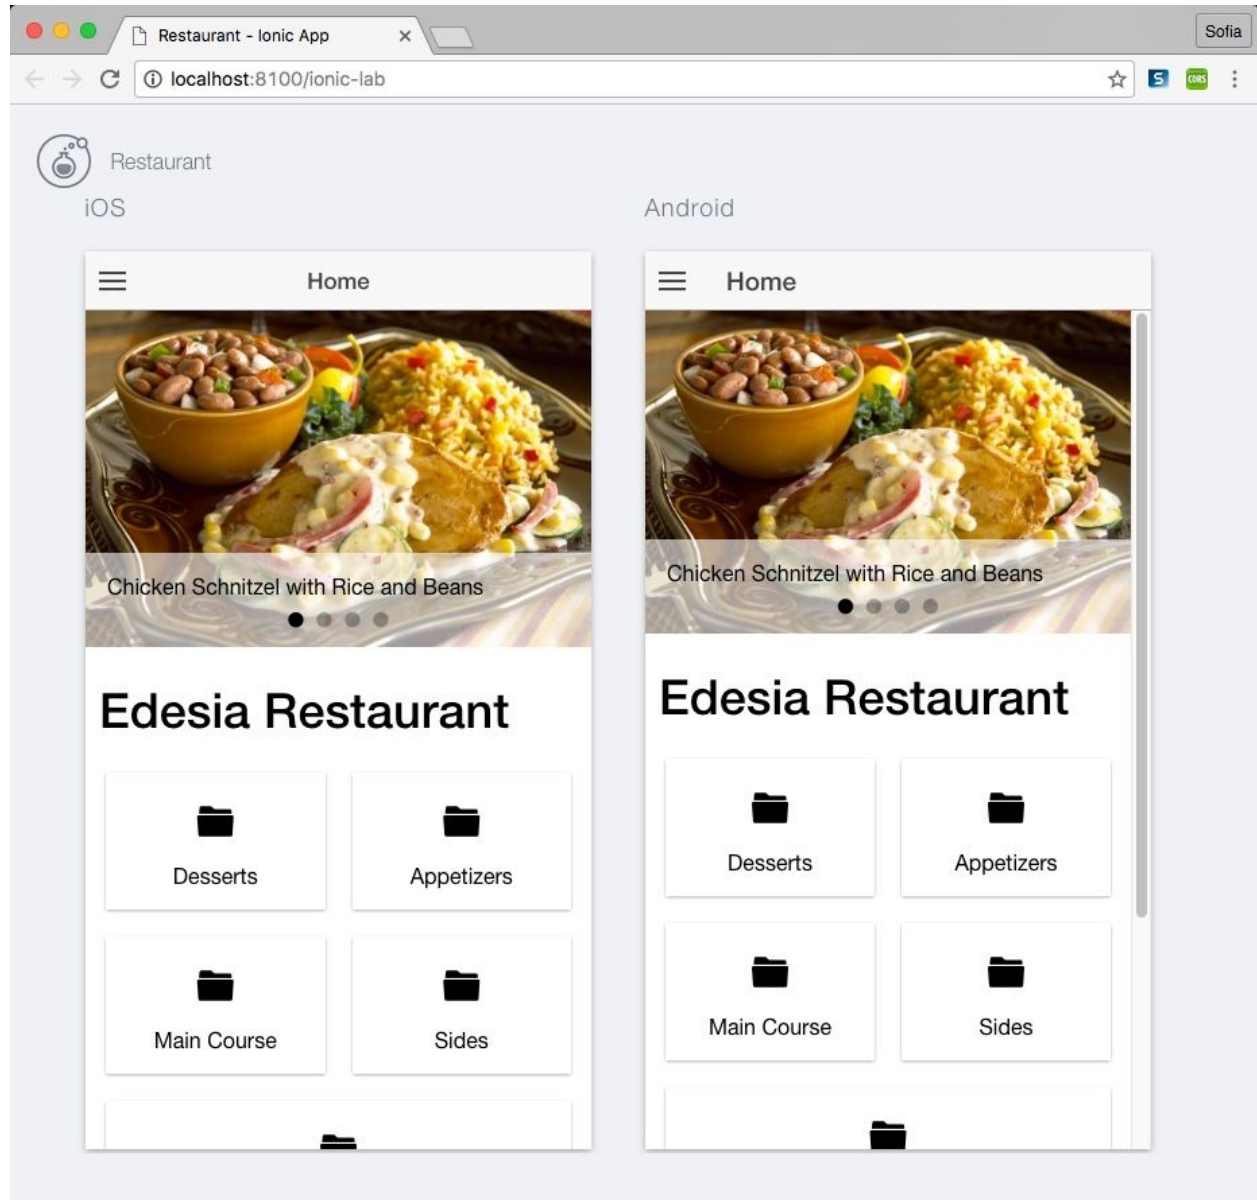 Restaurant - Ionic App
Sofia
localhost:8100/ionic-lab
S
CORS
Restaurant
iOS
Android
Home
Chicken Schnitzel with Rice and Beans
Edesia Restaurant
Desserts
Appetizers
Main Course
Sides
Home
Chicken Schnitzel with Rice and Beans
Edesia Restaurant
Desserts
Appetizers
Main Course
Sides